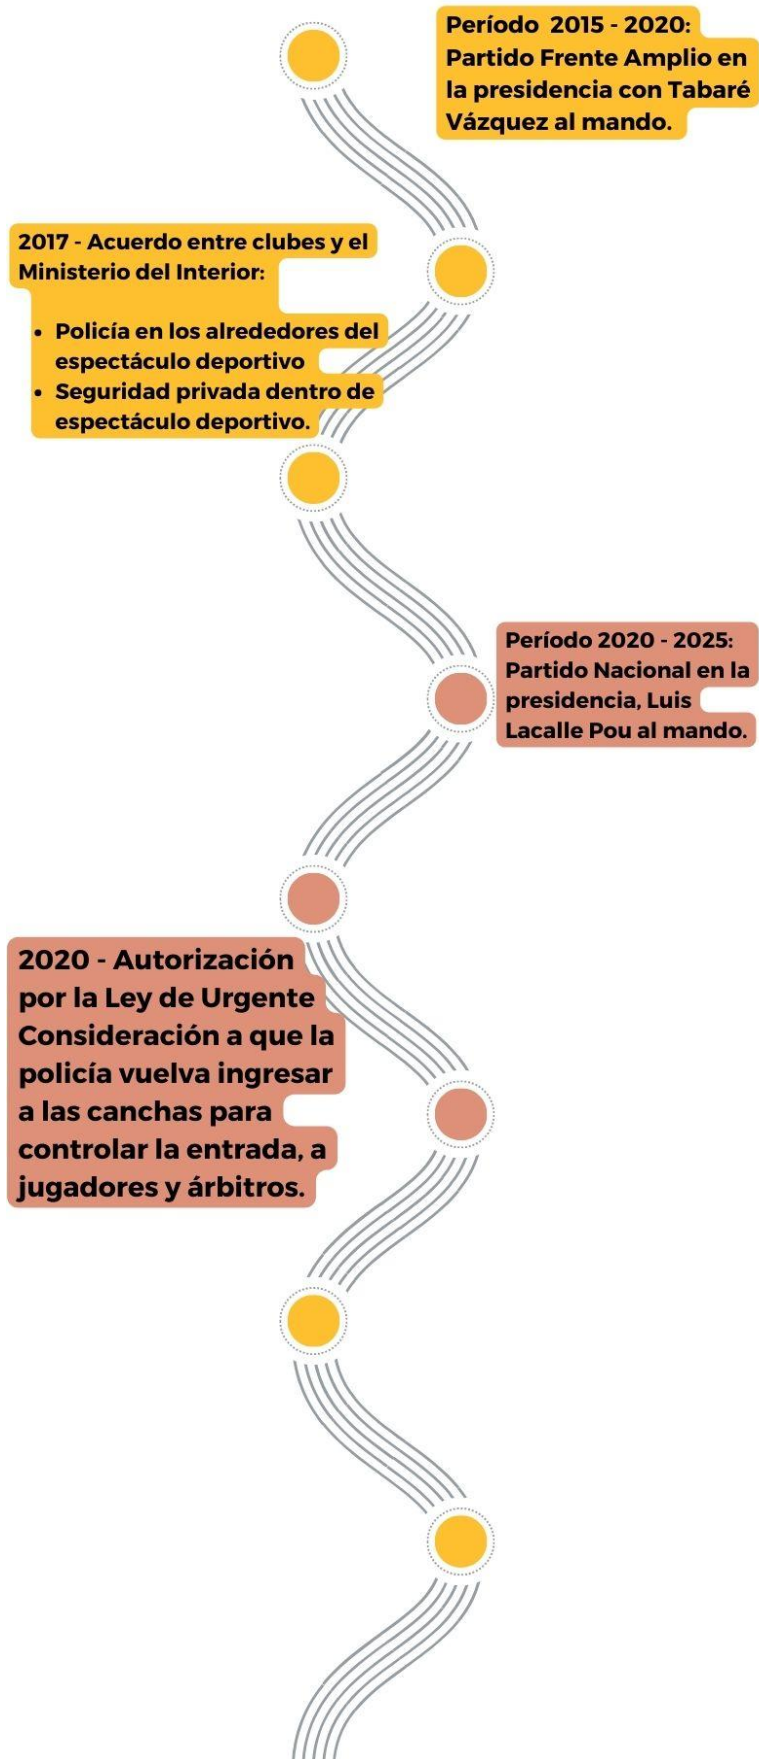 Período  2015 - 2020:
Partido Frente Amplio en
la presidencia con Tabaré
Vázquez al mando.
2017 - Acuerdo entre clubes y el
Ministerio del Interior:
• Policía en los alrededores del
espectáculo deportivo
• Seguridad privada dentro de
espectáculo deportivo.
Período 2020 - 2025:
Partido Nacional en la
presidencia, Luis
Lacalle Pou al mando.
2020 - Autorización
por la Ley de Urgente
Consideración a que la
policía vuelva ingresar
a las canchas para
controlar la entrada, a
jugadores y árbitros.